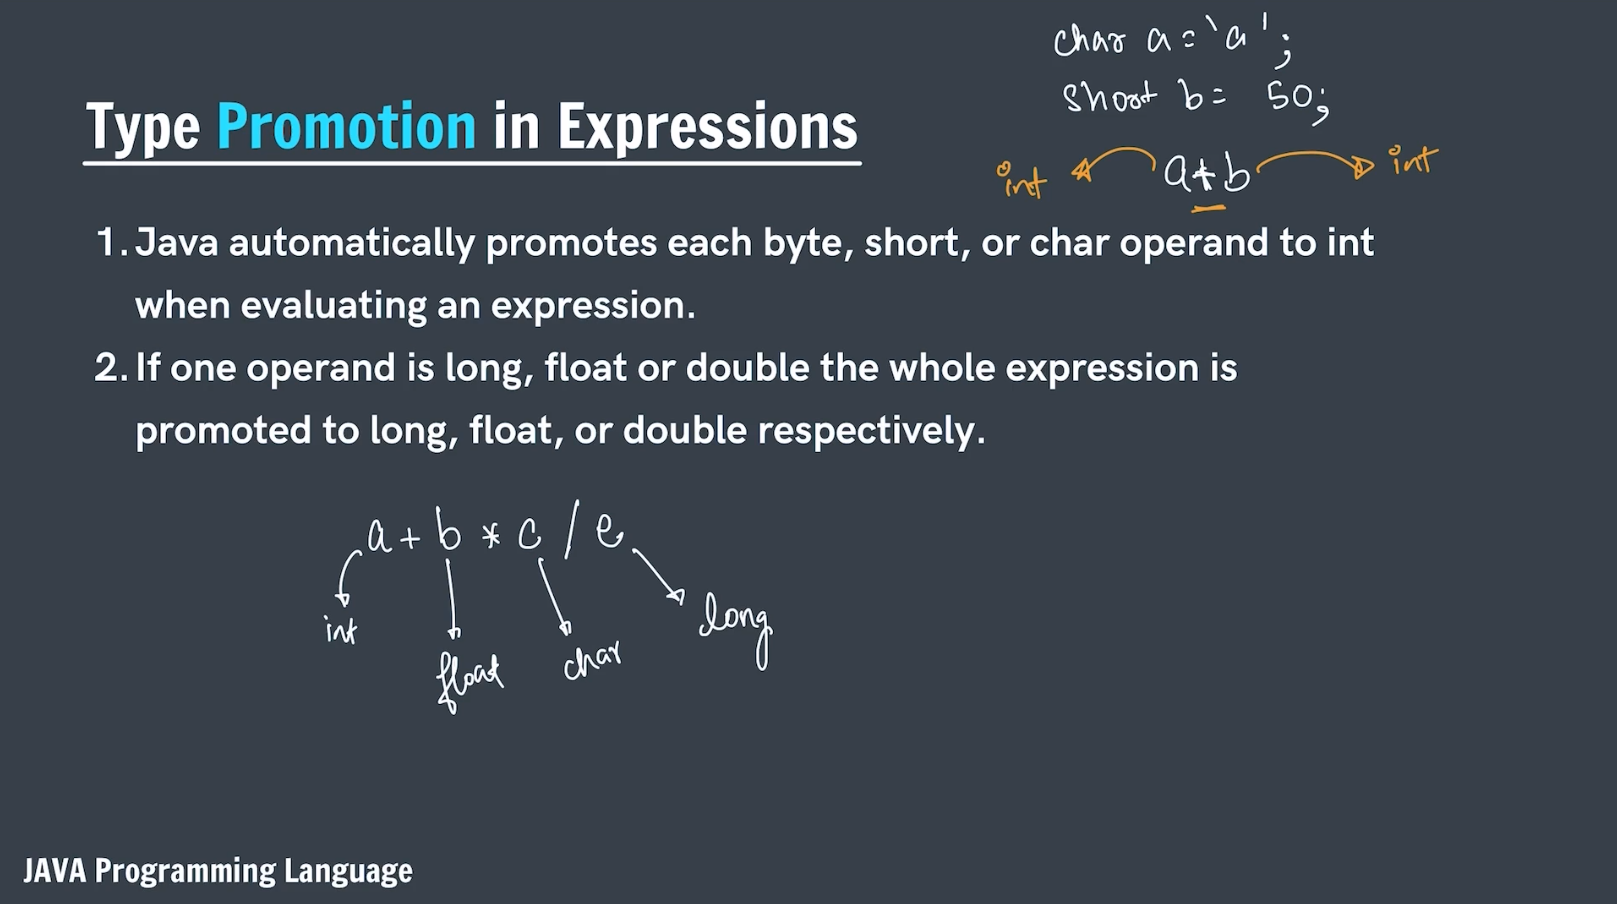 char a = 'a';
short b = 50;
Type Promotion in Expressions
int a+b int
1. Java automatically promotes each byte, short, or char operand to int
when evaluating an expression.
2. If one operand is long, float or double the whole expression is
promoted to long, float, or double respectively.
a + b * c / e
int float char long
JAVA Programming Language